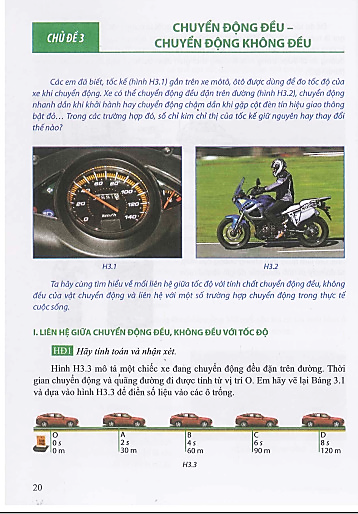 CHỦ ĐỀ 3
CHUYỂN ĐỘNG ĐỀU –
CHUYỂN ĐỘNG KHÔNG ĐỀU
Các em đã biết, tốc kế (hình H3.1) gắn trên xe môtô, ôtô được dùng để đo tốc độ của
xe khi chuyển động. Xe có thể chuyển động đều đặn trên đường (hình H3.2), chuyển động
nhanh dần khi khởi hành hay chuyển động chậm dần khi gặp cột đèn tín hiệu giao thông
bật đỏ… Trong các trường hợp đó, số chỉ kim chỉ thị của tốc kế giữ nguyên hay thay đổi
thế nào?
20 40 60 80 100 120 140
km/h
H3.1
H3.2
Ta hãy cùng tìm hiểu về mối liên hệ giữa tốc độ với tính chất chuyển động đều, không
đều của vật chuyển động và liên hệ với một số trường hợp chuyển động trong thực tế
cuộc sống.
I. LIÊN HỆ GIỮA CHUYỂN ĐỘNG ĐỀU, KHÔNG ĐỀU VỚI TỐC ĐỘ
HĐ1 Hãy tính toán và nhận xét.
Hình H3.3 mô tả một chiếc xe đang chuyển động đều đặn trên đường. Thời
gian chuyển động và quãng đường đi được tính từ vị trí O. Em hãy vẽ lại Bảng 3.1
và dựa vào hình H3.3 để điền số liệu vào các ô trống.
O A B C D
0 s 2 s 4 s 6 s 8 s
0 m 30 m 60 m 90 m 120 m
H3.3
20